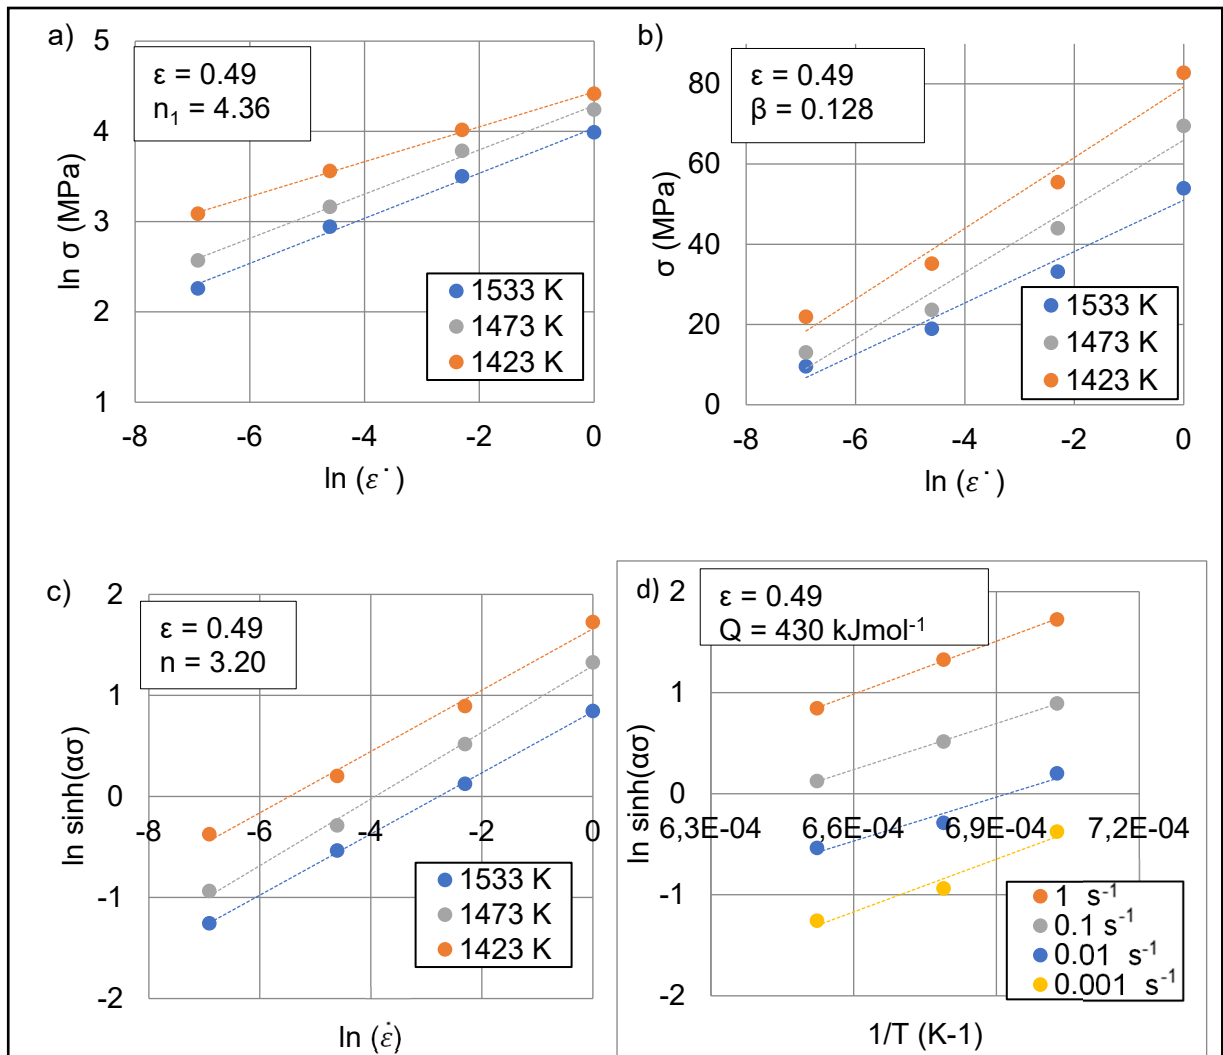 a)
ε = 0.49
n1 = 4.36
5
4
3
2
1
ln σ (MPa)
-8
-6
-4
-2
0
ln (ε˙)
1533 K
1473 K
1423 K
b)
ε = 0.49
β = 0.128
80
60
40
20
0
σ (MPa)
-8
-6
-4
-2
0
ln (ε˙)
1533 K
1473 K
1423 K
c)
ε = 0.49
n = 3.20
2
1
0
-1
-2
ln sinh(ασ)
-8
-6
-4
-2
0
ln (ε̇)
1533 K
1473 K
1423 K
d)
ε = 0.49
Q = 430 kJmol-1
2
1
0
-1
-2
ln sinh(ασ)
6,3E-04
6,6E-04
6,9E-04
7,2E-04
1/T (K-1)
1 s-1
0.1 s-1
0.01 s-1
0.001 s-1